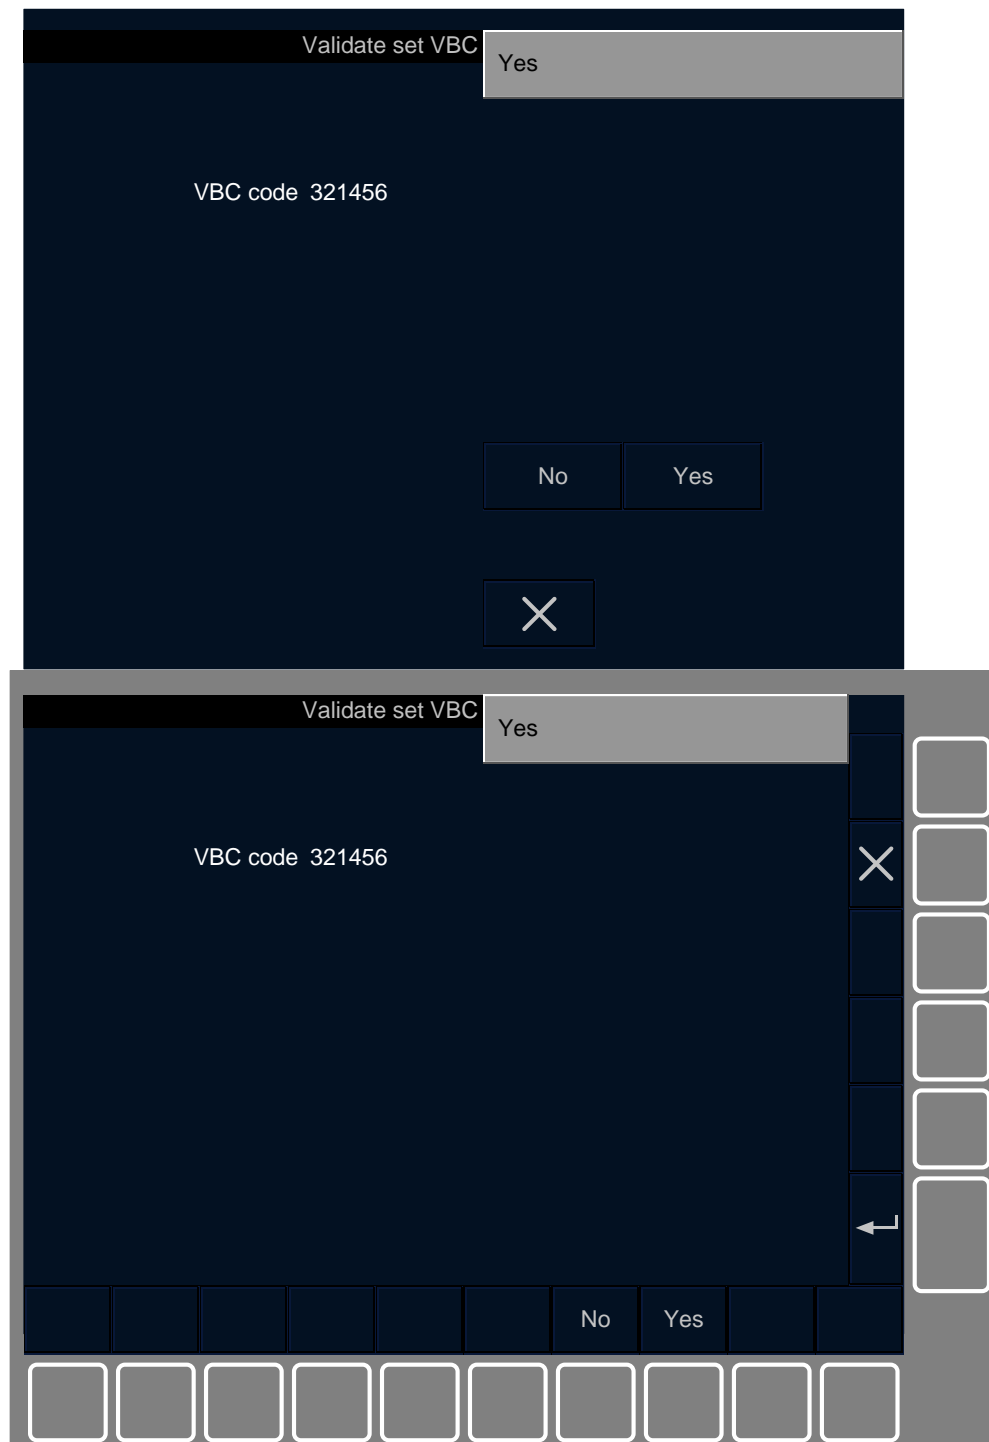 Validate set VBC
Yes
VBC code 321456
No Yes
Validate set VBC
Yes
VBC code 321456
No Yes